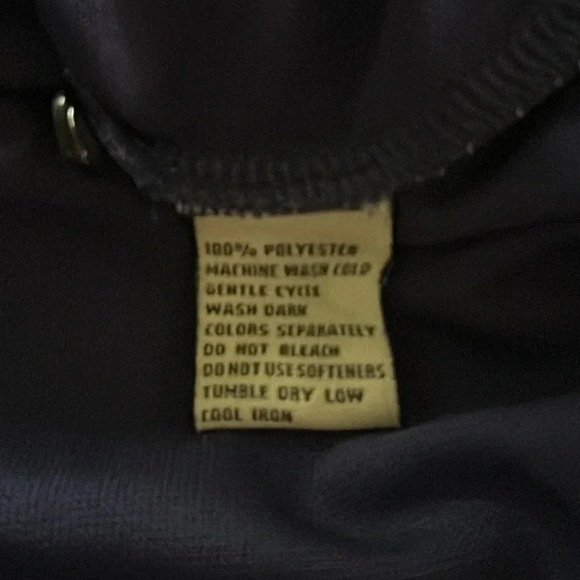 100% POLYESTER
MACHINE WASH COLD
GENTLE CYCLE
WASH DARK
COLORS SEPARATELY
DO NOT BLEACH
DO NOT USE SOFTENERS
TUMBLE DRY LOW
COOL IRON